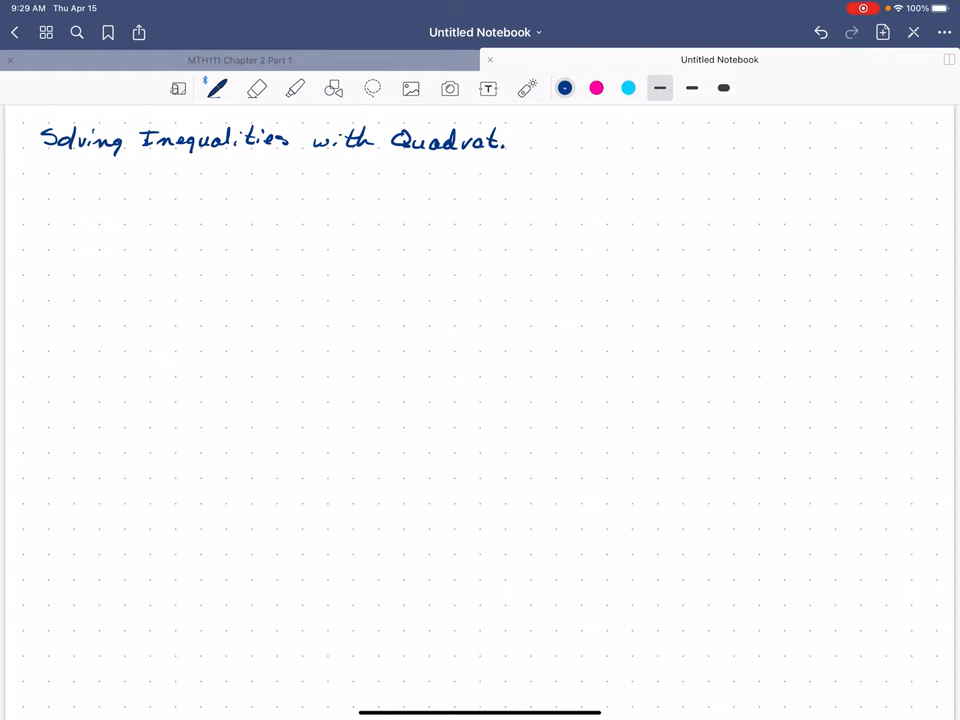 9:29 AM Thu Apr 15
100%
Untitled Notebook
MTH111 Chapter 2 Part 1
Untitled Notebook
T
Solving Inequalities with Quadrat.